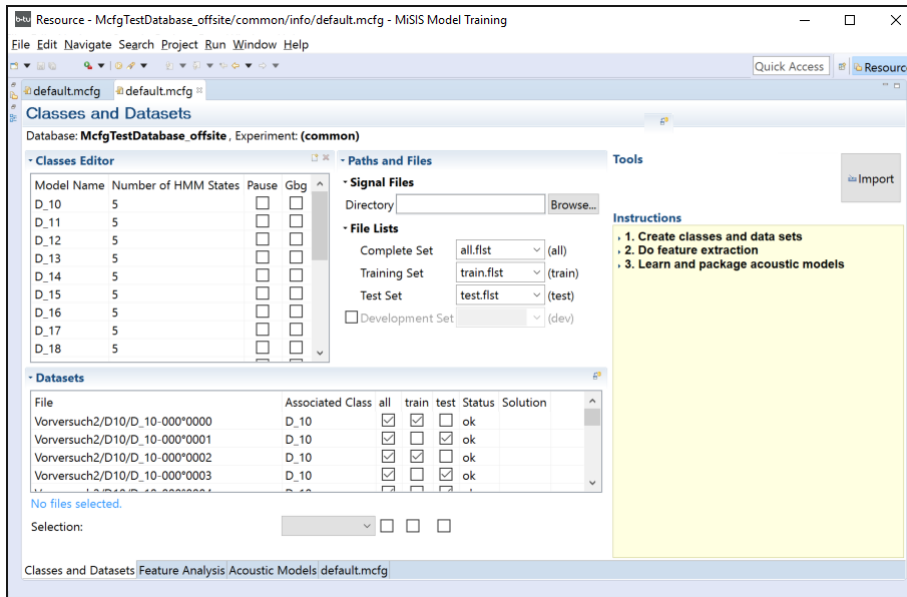 b-tu Resource - McfgTestDatabase_offsite/common/info/default.mcfg - MiSIS Model Training
File Edit Navigate Search Project Run Window Help
Quick Access Resourc
default.mcfg default.mcfg
Classes and Datasets
Database: McfgTestDatabase_offsite , Experiment: (common)
Classes Editor
Model Name Number of HMM States Pause Gbg
D_10 5
D_11 5
D_12 5
D_13 5
D_14 5
D_15 5
D_16 5
D_17 5
D_18 5
Paths and Files
Signal Files
Directory Browse...
File Lists
Complete Set all.flst (all)
Training Set train.flst (train)
Test Set test.flst (test)
Development Set (dev)
Tools
Import
Instructions
1. Create classes and data sets
2. Do feature extraction
3. Learn and package acoustic models
Datasets
File Associated Class all train test Status Solution
Vorversuch2/D10/D_10-000°0000 D_10 ok
Vorversuch2/D10/D_10-000°0001 D_10 ok
Vorversuch2/D10/D_10-000°0002 D_10 ok
Vorversuch2/D10/D_10-000°0003 D_10 ok
No files selected.
Selection:
Classes and Datasets Feature Analysis Acoustic Models default.mcfg